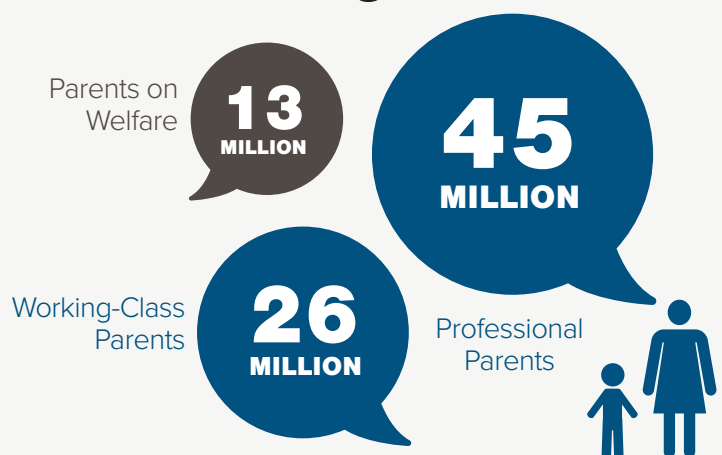 Parents on
Welfare
13
MILLION
45
MILLION
Working-Class
Parents
26
MILLION
Professional
Parents